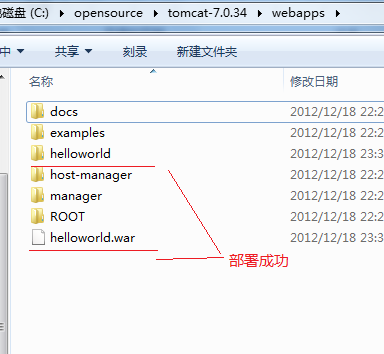 磁盘 (C:) ▸ opensource ▸ tomcat-7.0.34 ▸ webapps ▸
中 ▾ 共享 ▾ 刻录 新建文件夹
名称 修改日期
docs 2012/12/18 22:2
examples 2012/12/18 22:2
helloworld 2012/12/18 23:3
host-manager 2012/12/18 22:2
manager 2012/12/18 22:2
ROOT 2012/12/18 22:2
helloworld.war 2012/12/18 23:3
部署成功